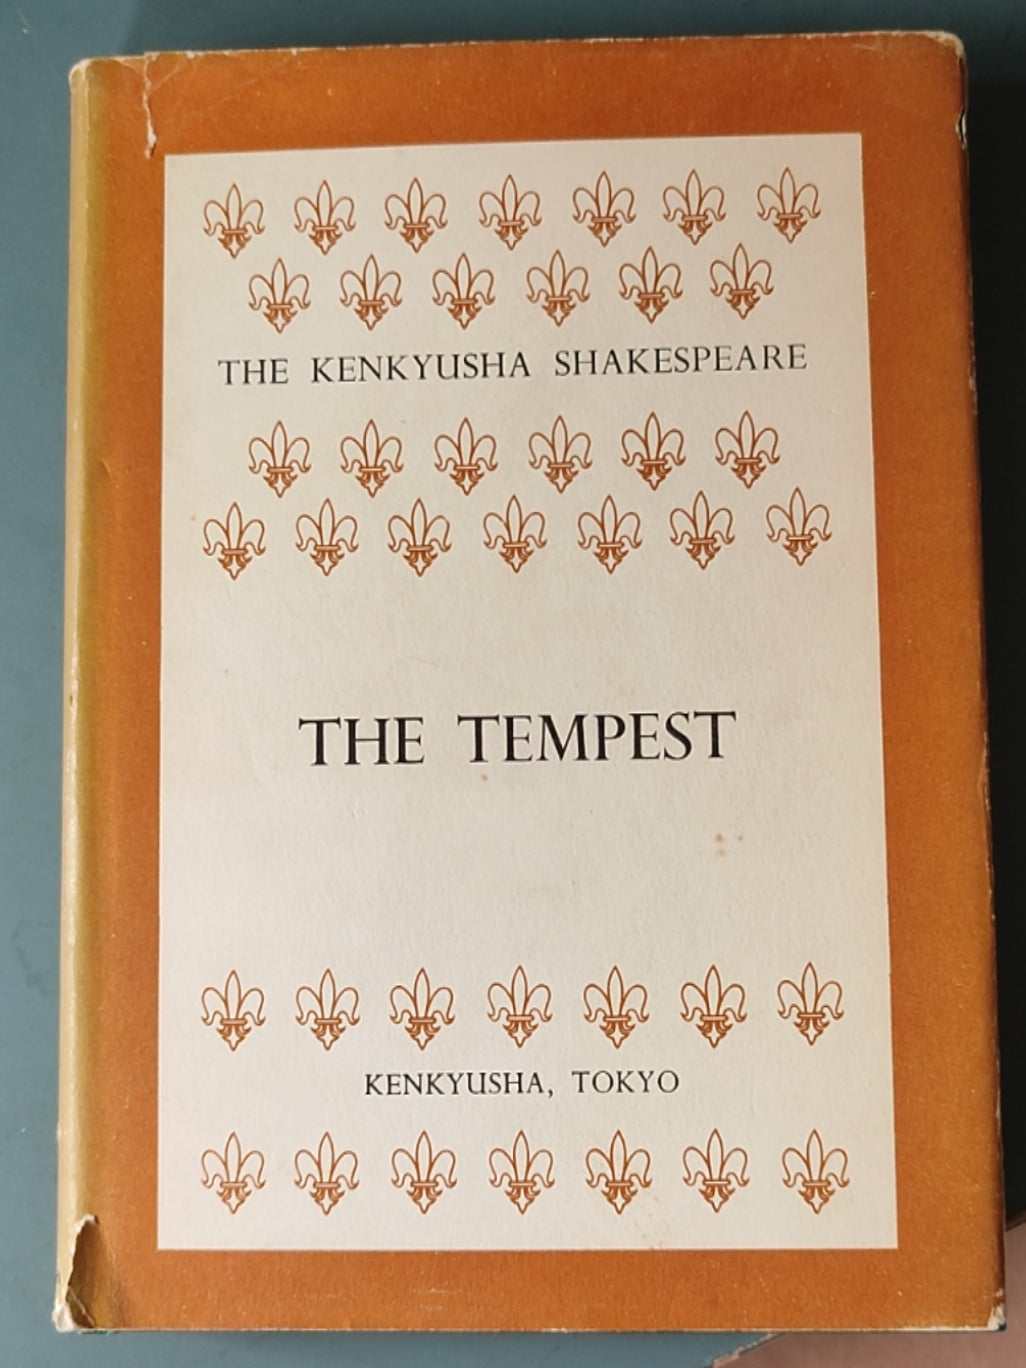 THE KENKYUSHA SHAKESPEARE
THE TEMPEST
KENKYUSHA, TOKYO